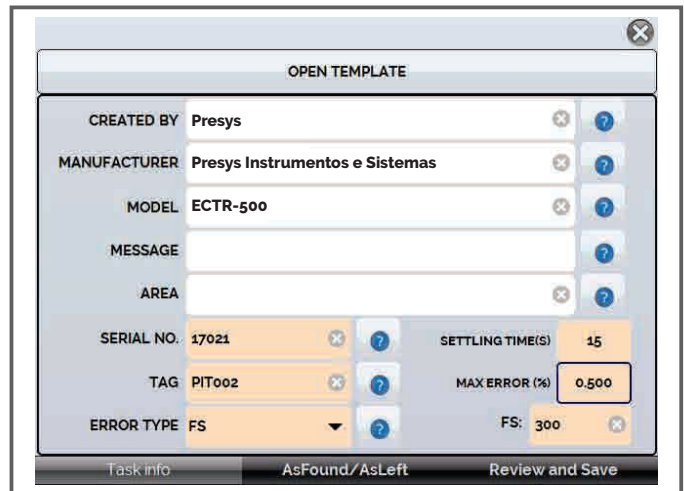 OPEN TEMPLATE
CREATED BY Presys
MANUFACTURER Presys Instrumentos e Sistemas
MODEL ECTR-500
MESSAGE
AREA
SERIAL NO. 17021 SETTLING TIME(S) 15
TAG PIT002 MAX ERROR (%) 0.500
ERROR TYPE FS FS: 300
Task info AsFound/AsLeft Review and Save